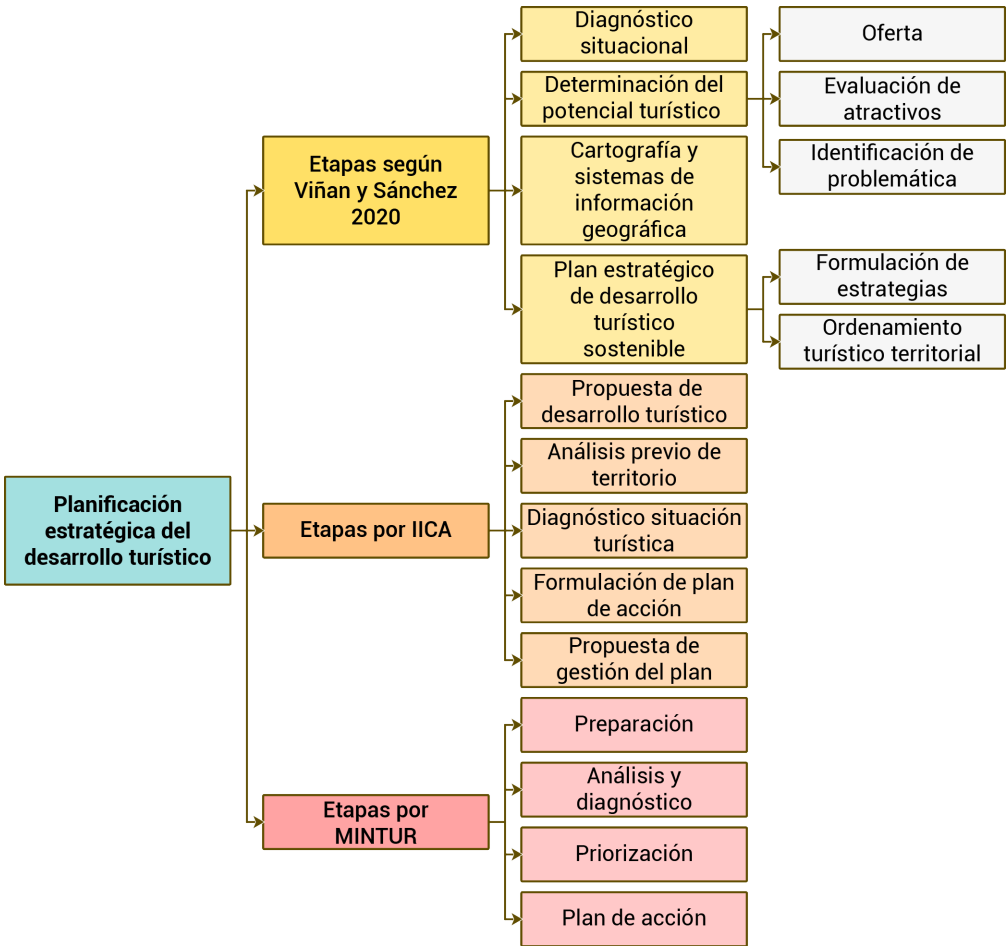 Planificación
estratégica del
desarrollo turístico
Etapas según
Viñan y Sánchez
2020
Diagnóstico
situacional
Determinación del
potencial turístico
Oferta
Evaluación de
atractivos
Identificación de
problemática
Cartografía y
sistemas de
información
geográfica
Plan estratégico
de desarrollo
turístico
sostenible
Formulación de
estrategias
Ordenamiento
turístico territorial
Etapas por IICA
Propuesta de
desarrollo turístico
Análisis previo de
territorio
Diagnóstico situación
turística
Formulación de plan
de acción
Propuesta de
gestión del plan
Etapas por
MINTUR
Preparación
Análisis y
diagnóstico
Priorización
Plan de acción